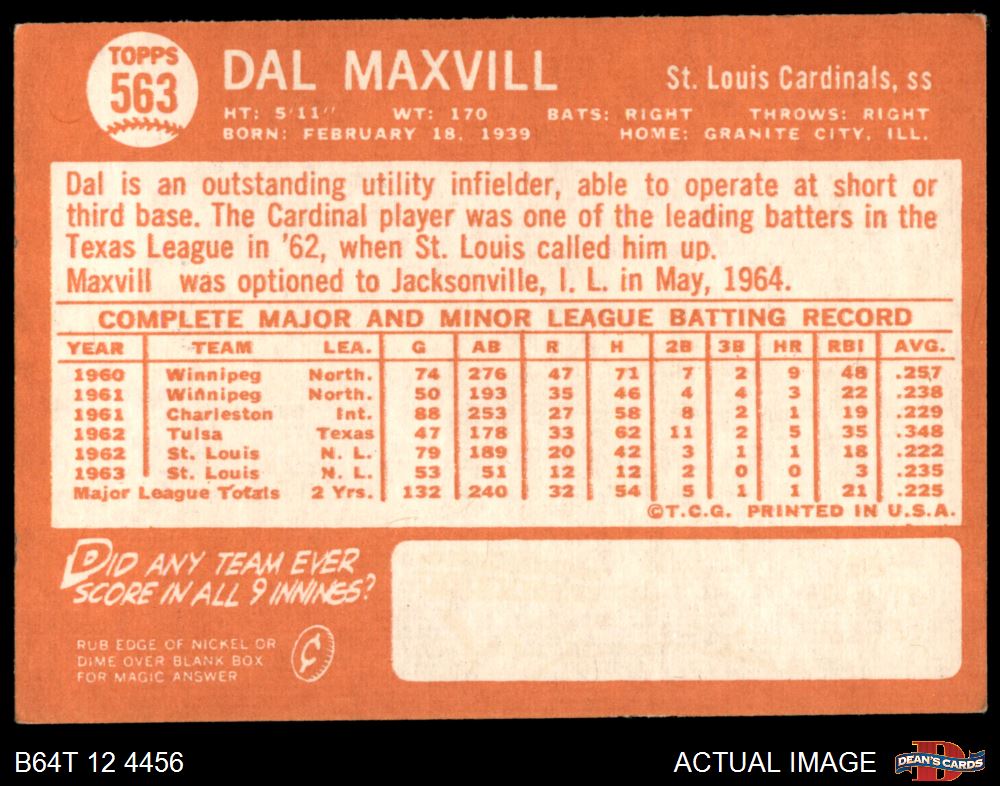 TOPPS
563
DAL MAXVILL
St. Louis Cardinals, ss
HT: 5'11" WT: 170 BATS: RIGHT THROWS: RIGHT
BORN: FEBRUARY 18, 1939 HOME: GRANITE CITY, ILL.
Dal is an outstanding utility infielder, able to operate at short or
third base. The Cardinal player was one of the leading batters in the
Texas League in '62, when St. Louis called him up.
Maxvill was optioned to Jacksonville, I. L. in May, 1964.
COMPLETE MAJOR AND MINOR LEAGUE BATTING RECORD
YEAR TEAM LEA. G AB R H 2B 3B HR RBI AVG.
1960 Winnipeg North. 74 276 47 71 7 2 9 48 .257
1961 Winnipeg North. 50 193 35 46 4 4 3 22 .238
1961 Charleston Int. 88 253 27 58 8 2 1 19 .229
1962 Tulsa Texas 47 178 33 62 11 2 5 35 .348
1962 St. Louis N. L. 79 189 20 42 3 1 1 18 .222
1963 St. Louis N. L. 53 51 12 12 2 0 0 3 .235
Major League Totals 2 Yrs. 132 240 32 54 5 1 1 21 .225
©T.C.G. PRINTED IN U.S.A.
DID ANY TEAM EVER
SCORE IN ALL 9 INNINGS?
RUB EDGE OF NICKEL OR
DIME OVER BLANK BOX
FOR MAGIC ANSWER
¢
B64T 12 4456
ACTUAL IMAGE
D
DEAN'S CARDS